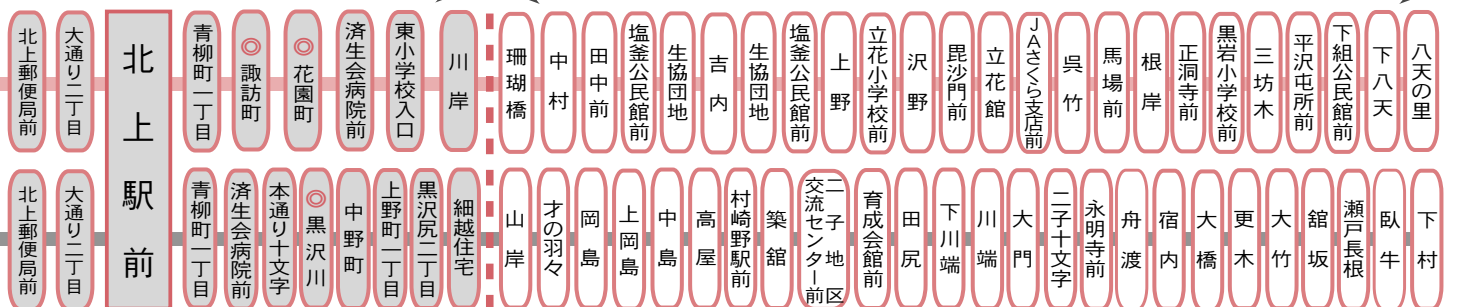 北上郵便局前
大通り二丁目
北上駅前
青柳町一丁目
◎諏訪町
◎花園町
済生会病院前
東小学校入口
川岸
珊瑚橋
中村
田中前
塩釜公民館前
生協団地
吉内
生協団地
塩釜公民館前
上野
立花小学校前
沢野
毘沙門前
立花館
JAさくら支店前
呉竹
馬場前
根岸
正洞寺前
黒岩小学校前
三坊木
平沢屯所前
下組公民館前
下八天
八天の里
北上郵便局前
大通り二丁目
青柳町一丁目
済生会病院前
本通り十文字
◎黒沢川
中野町
上野町一丁目
黒沢尻二丁目
細越住宅
山岸
才の羽々
岡島
上岡島
中島
高屋
村崎野駅前
築舘
二子地区
交流センター前
育成会館前
田尻
下川端
川端
大門
二子十文字
永明寺前
舟渡
宿内
大橋
更木
大竹
舘坂
瀬戸長根
臥牛
下村